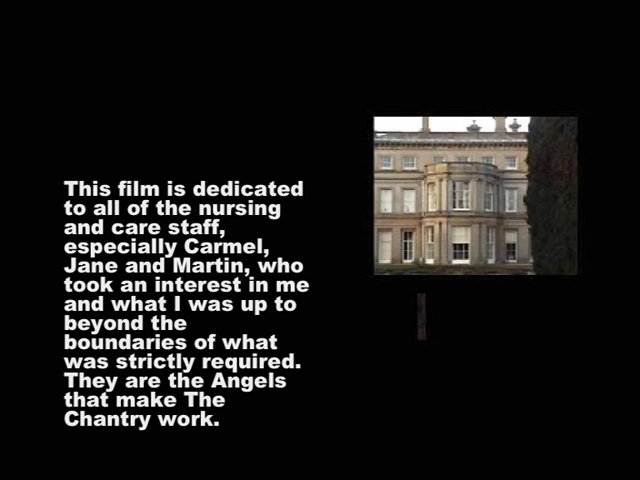 This film is dedicated
to all of the nursing
and care staff,
especially Carmel,
Jane and Martin, who
took an interest in me
and what I was up to
beyond the
boundaries of what
was strictly required.
They are the Angels
that make The
Chantry work.